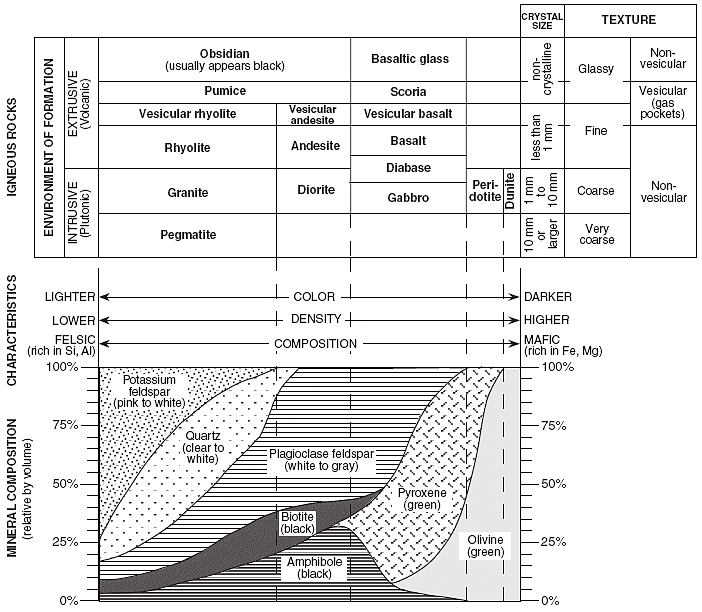 CRYSTAL
SIZE
TEXTURE
IGNEOUS ROCKS
ENVIRONMENT OF FORMATION
EXTRUSIVE
(Volcanic)
Obsidian
(usually appears black)
Basaltic glass
non-
crystalline
Glassy
Non-
vesicular
Pumice
Scoria
Vesicular
(gas
pockets)
Vesicular rhyolite
Vesicular
andesite
Vesicular basalt
less than
1 mm
Fine
Rhyolite
Andesite
Basalt
Diabase
INTRUSIVE
(Plutonic)
Granite
Diorite
Gabbro
Peri-
dotite
Dunite
1 mm
to
10 mm
Coarse
Non-
vesicular
Pegmatite
10 mm
or
larger
Very
coarse
CHARACTERISTICS
LIGHTER
COLOR
DARKER
LOWER
DENSITY
HIGHER
FELSIC
(rich in Si, Al)
COMPOSITION
MAFIC
(rich in Fe, Mg)
MINERAL COMPOSITION
(relative by volume)
100%
100%
Potassium
feldspar
(pink to white)
75%
75%
Quartz
(clear to
white)
Plagioclase feldspar
(white to gray)
50%
50%
Pyroxene
(green)
Biotite
(black)
25%
25%
Olivine
(green)
Amphibole
(black)
0%
0%